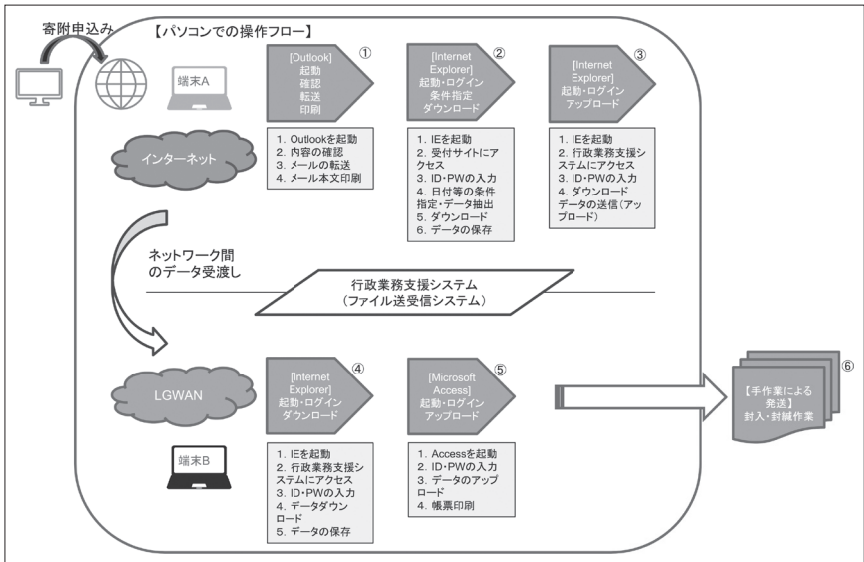 寄附申込み
【パソコンでの操作フロー】
端末A
インターネット
①
[Outlook]
起動
確認
転送
印刷
1. Outlookを起動
2. 内容の確認
3. メールの転送
4. メール本文印刷
②
[Internet
Explorer]
起動・ログイン
条件指定
ダウンロード
1. IEを起動
2. 受付サイトにア
クセス
3. ID・PWの入力
4. 日付等の条件
指定・データ抽出
5. ダウンロード
6. データの保存
③
[Internet
Explorer]
起動・ログイン
アップロード
1. IEを起動
2. 行政業務支援シ
ステムにアクセス
3. ID・PWの入力
4. ダウンロード
データの送信(アッ
プロード)
ネットワーク間
のデータ受渡し
行政業務支援システム
(ファイル送受信システム)
LGWAN
端末B
④
[Internet
Explorer]
起動・ログイン
ダウンロード
1. IEを起動
2. 行政業務支援シ
ステムにアクセス
3. ID・PWの入力
4. データダウン
ロード
5. データの保存
⑤
[Microsoft
Access]
起動・ログイン
アップロード
1. Accessを起動
2. ID・PWの入力
3. データのアップ
ロード
4. 帳票印刷
⑥
【手作業による
発送】
封入・封緘作業